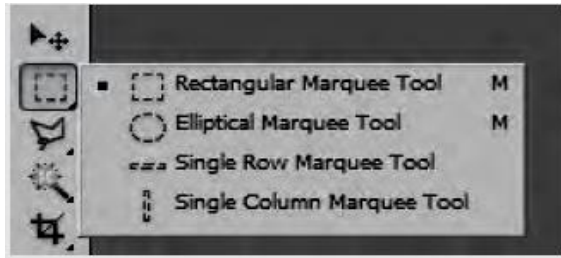 Rectangular Marquee Tool M
Elliptical Marquee Tool M
Single Row Marquee Tool
Single Column Marquee Tool